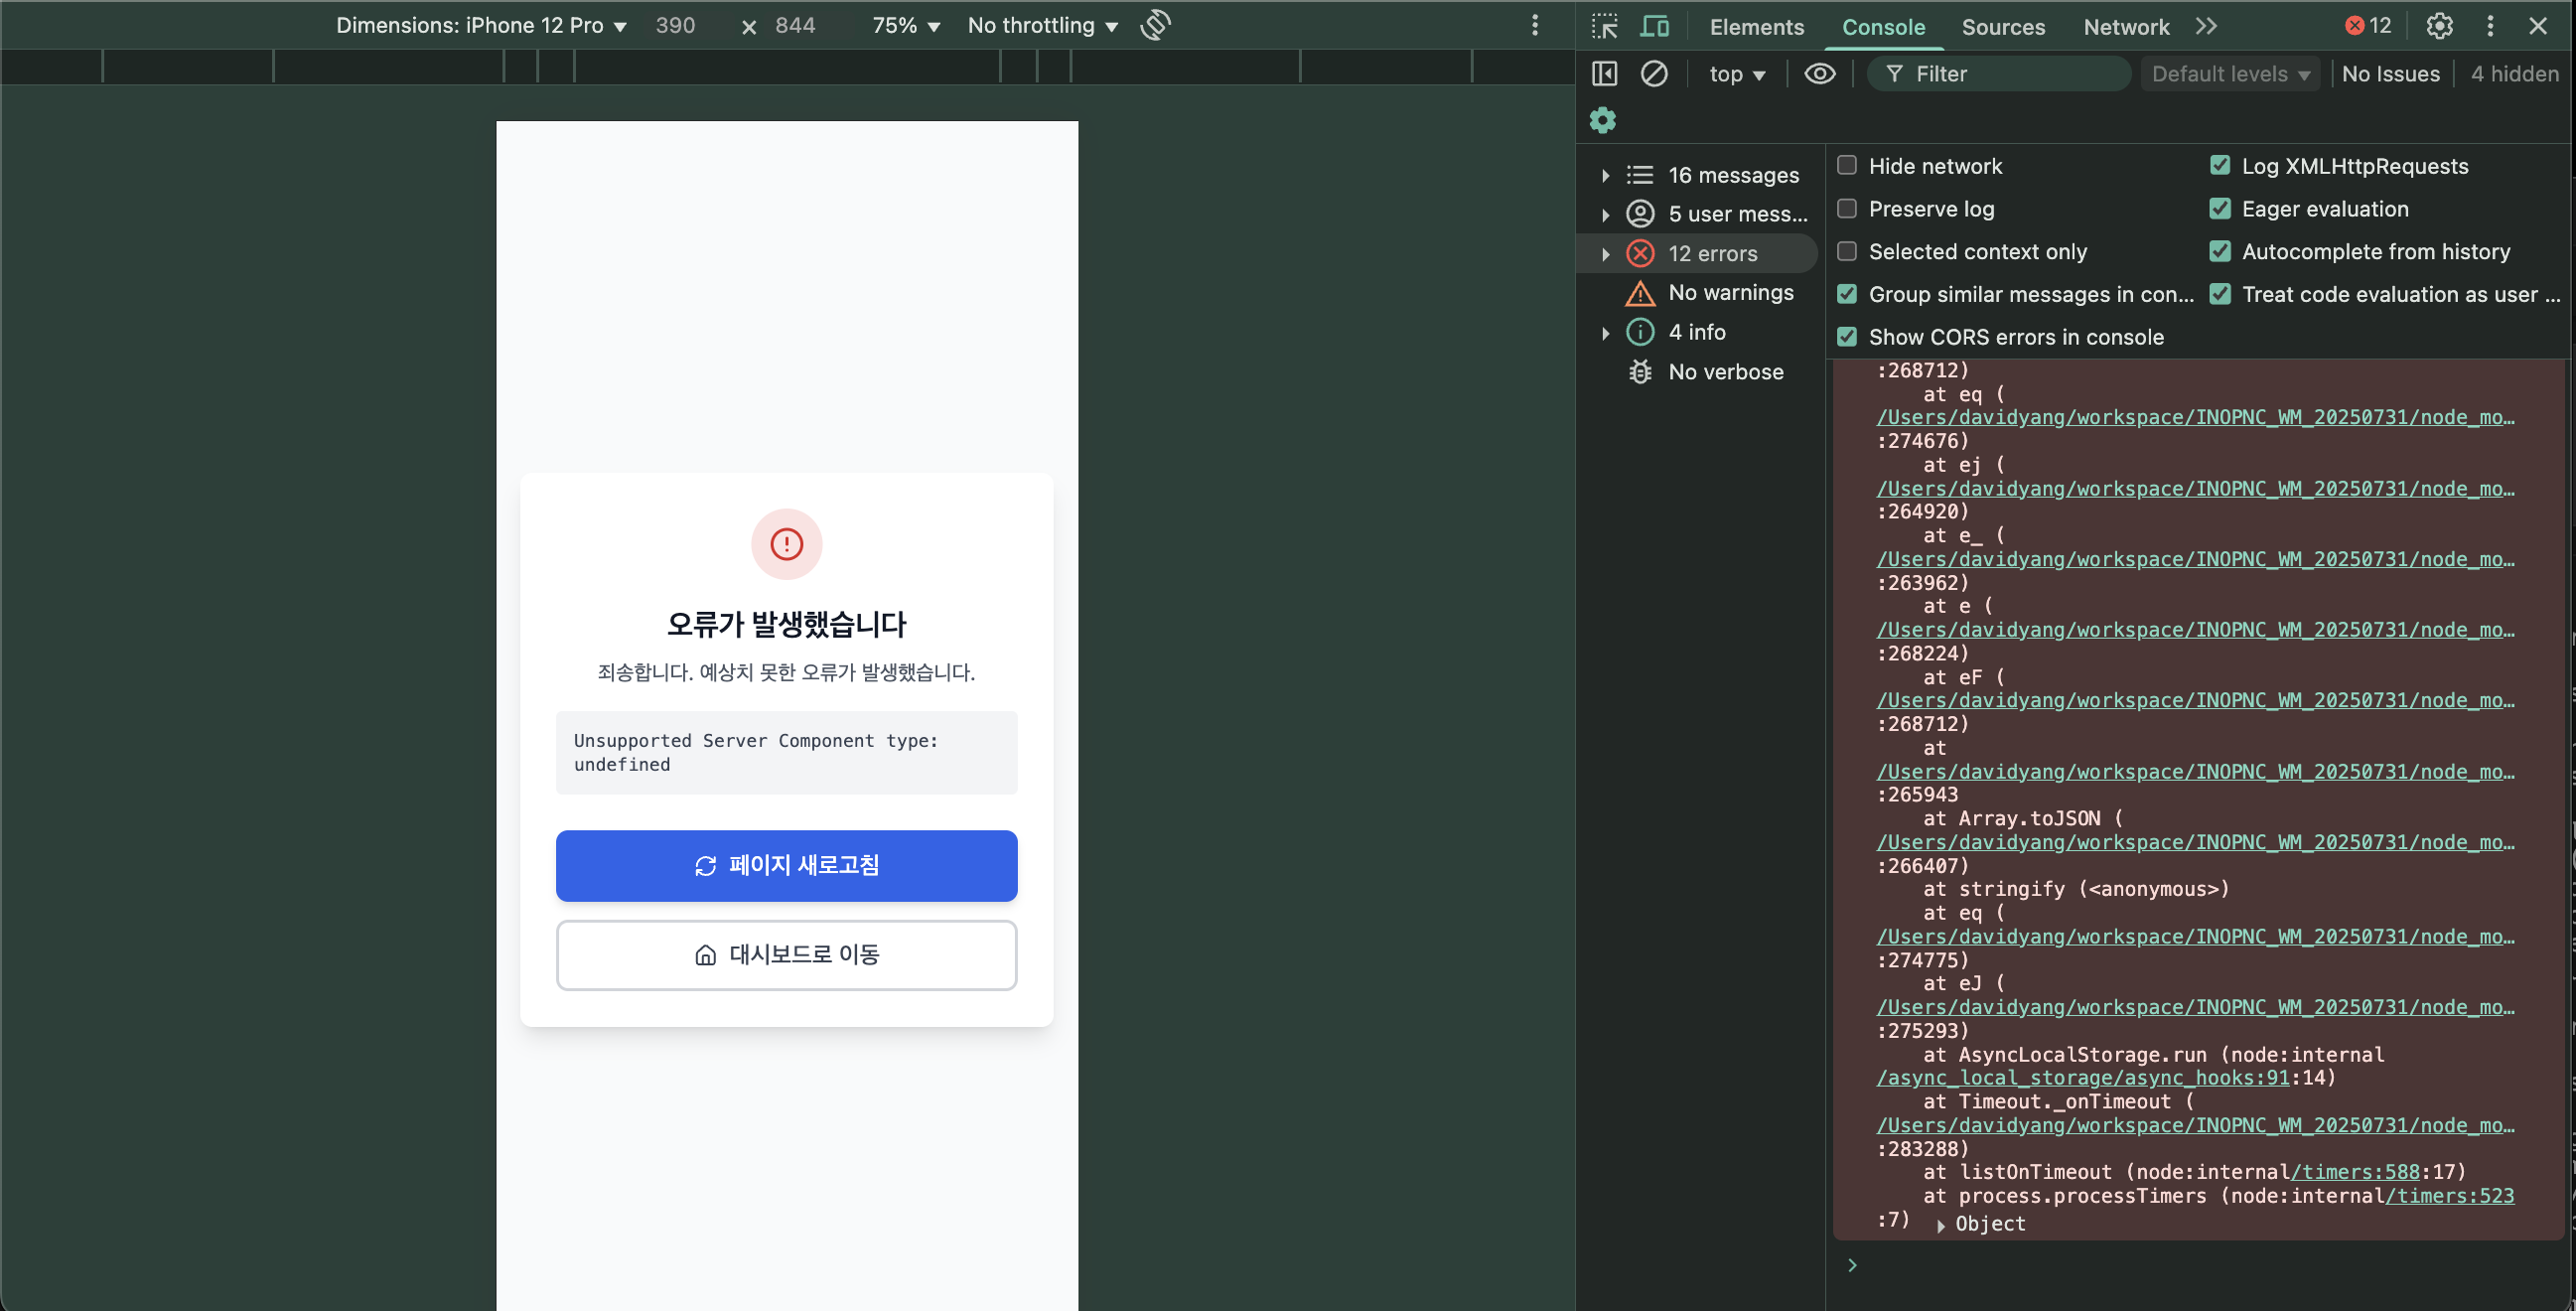 Dimensions: iPhone 12 Pro ▼ 390 × 844 75% ▼ No throttling ▼
오류가 발생했습니다
죄송합니다. 예상치 못한 오류가 발생했습니다.
Unsupported Server Component type:
undefined
페이지 새로고침
대시보드로 이동
Elements Console Sources Network 12
top ▼ Filter Default levels ▼ No Issues 4 hidden
16 messages
5 user mess...
12 errors
No warnings
4 info
No verbose
Hide network Log XMLHttpRequests
Preserve log Eager evaluation
Selected context only Autocomplete from history
Group similar messages in con... Treat code evaluation as user ...
Show CORS errors in console
:268712)
at eq (
/Users/davidyang/workspace/INOPNC_WM_20250731/node_mo…
:274676)
at ej (
/Users/davidyang/workspace/INOPNC_WM_20250731/node_mo…
:264920)
at e_ (
/Users/davidyang/workspace/INOPNC_WM_20250731/node_mo…
:263962)
at e (
/Users/davidyang/workspace/INOPNC_WM_20250731/node_mo…
:268224)
at eF (
/Users/davidyang/workspace/INOPNC_WM_20250731/node_mo…
:268712)
at
/Users/davidyang/workspace/INOPNC_WM_20250731/node_mo…
:265943
at Array.toJSON (
/Users/davidyang/workspace/INOPNC_WM_20250731/node_mo…
:266407)
at stringify (<anonymous>)
at eq (
/Users/davidyang/workspace/INOPNC_WM_20250731/node_mo…
:274775)
at eJ (
/Users/davidyang/workspace/INOPNC_WM_20250731/node_mo…
:275293)
at AsyncLocalStorage.run (node:internal
/async_local_storage/async_hooks:91:14)
at Timeout._onTimeout (
/Users/davidyang/workspace/INOPNC_WM_20250731/node_mo…
:283288)
at listOnTimeout (node:internal/timers:588:17)
at process.processTimers (node:internal/timers:523
:7) Object